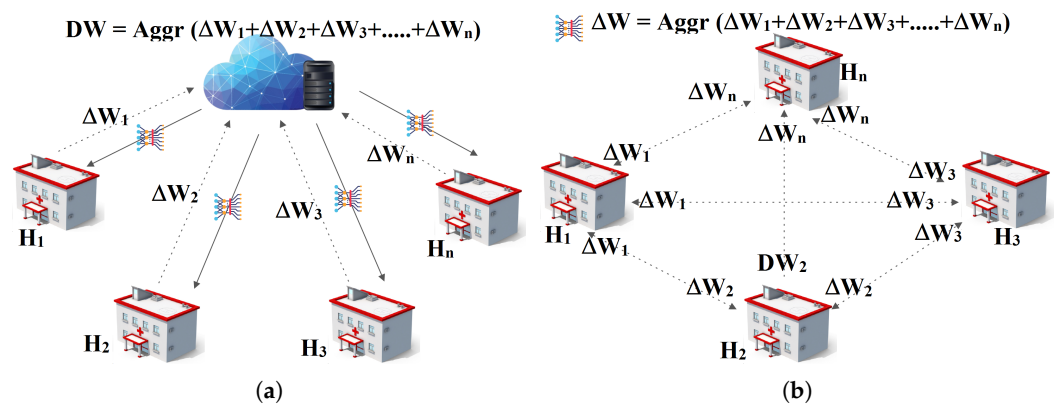 DW = Aggr (ΔW₁+ΔW₂+ΔW₃+.....+ΔWₙ)
ΔW₁
ΔW₂
ΔW₃
ΔWₙ
H₁
Hₙ
H₂
H₃
(a)
ΔW = Aggr (ΔW₁+ΔW₂+ΔW₃+.....+ΔWₙ)
Hₙ
ΔWₙ
ΔWₙ
ΔWₙ
ΔW₁
ΔW₃
ΔW₁
ΔW₃
H₁
H₃
ΔW₁
ΔW₃
DW₂
ΔW₂
ΔW₂
H₂
(b)